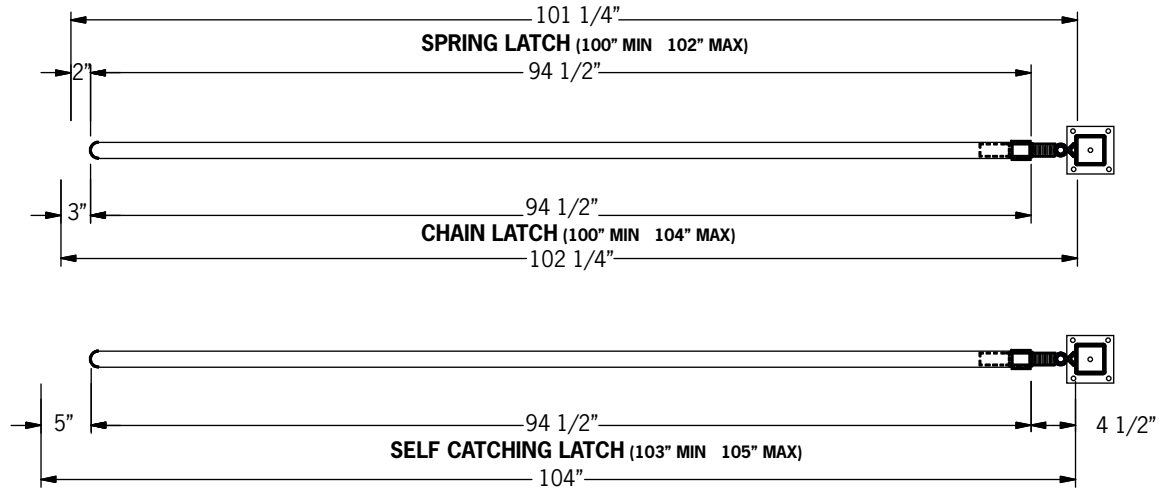 101 1/4”
SPRING LATCH (100” MIN 102” MAX)
2” 94 1/2”
3” 94 1/2”
CHAIN LATCH (100” MIN 104” MAX)
102 1/4”
5” 94 1/2” 4 1/2”
SELF CATCHING LATCH (103” MIN 105” MAX)
104”